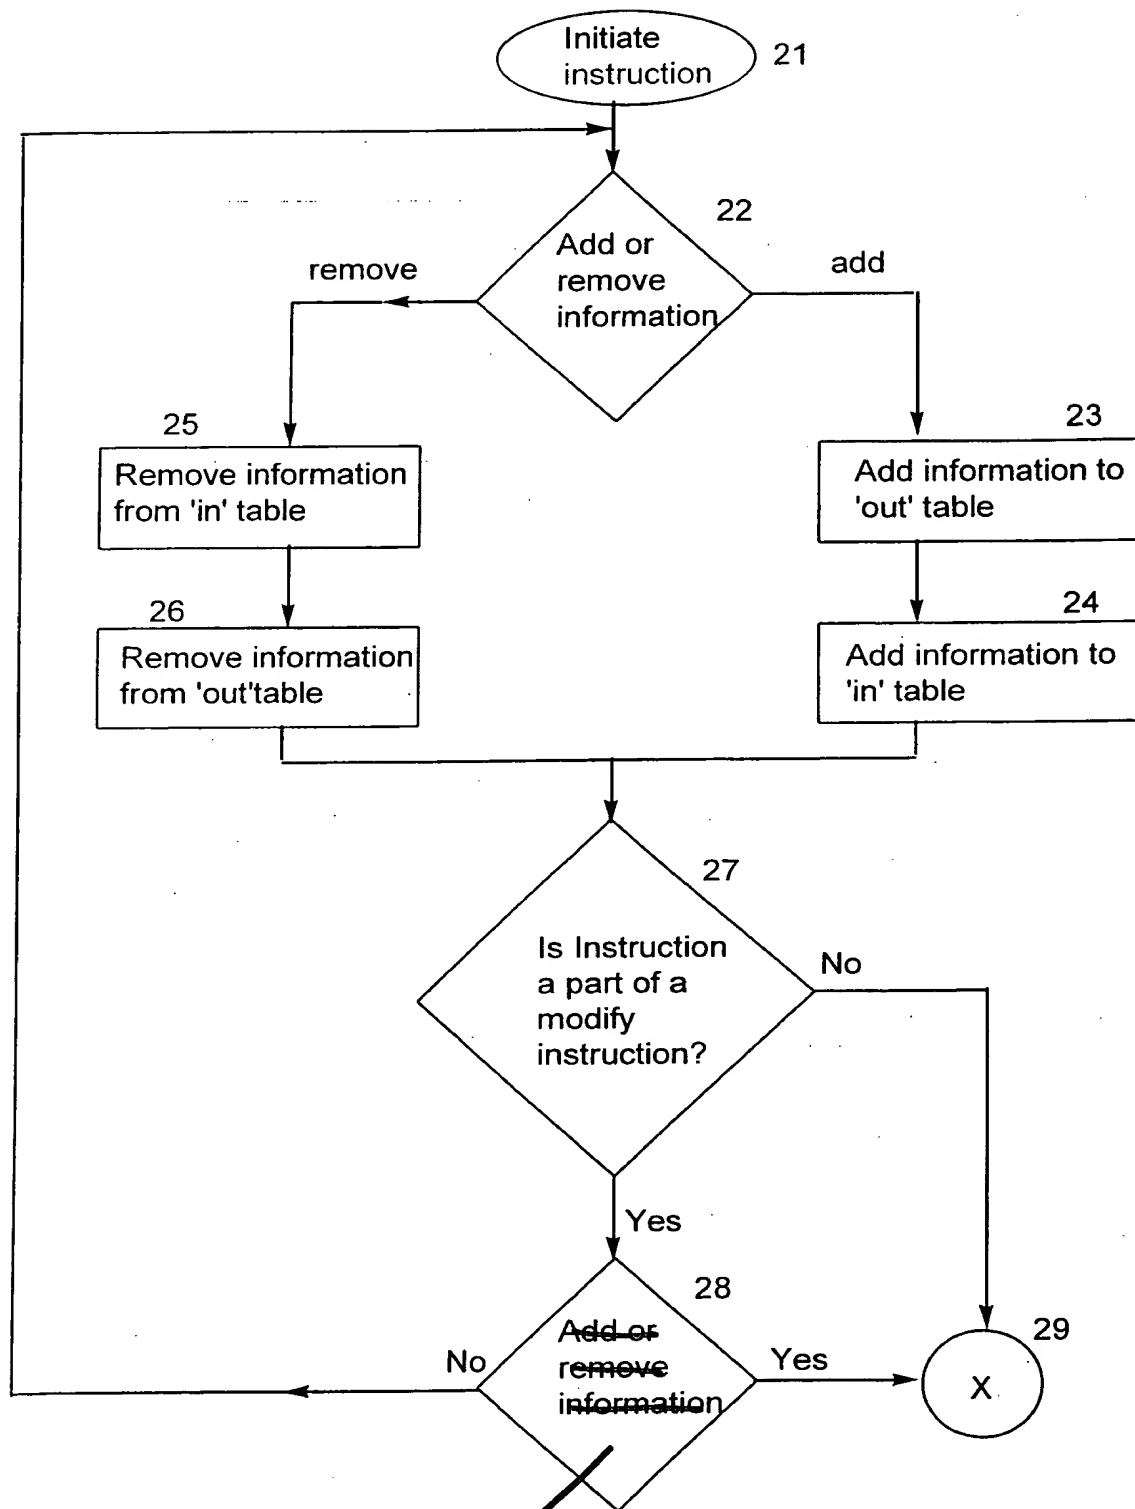 Initiate
instruction
21
22
Add or
remove
information
remove
add
25
Remove information
from 'in' table
23
Add information to
'out' table
26
Remove information
from 'out'table
24
Add information to
'in' table
27
Is Instruction
a part of a
modify
instruction?
No
Yes
28
Add or
remove
information
No
Yes
29
X